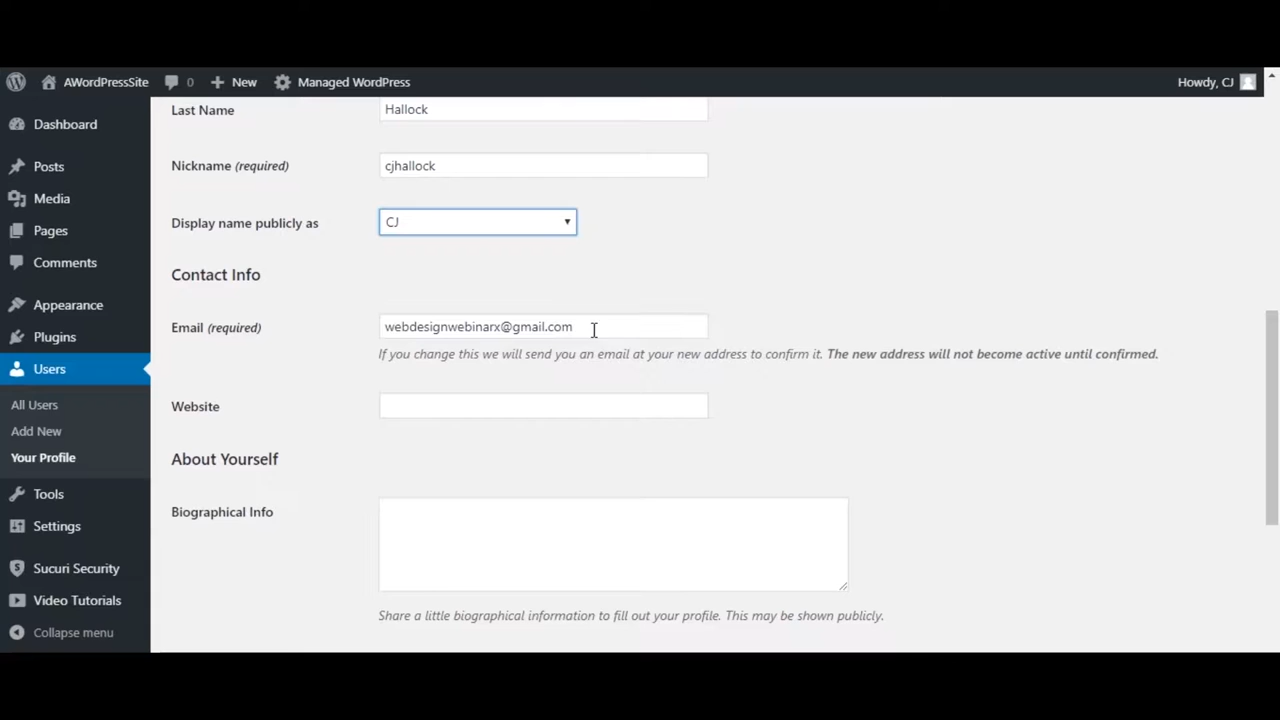 AWordPressSite 0 New Managed WordPress Howdy, CJ
Dashboard
Posts
Media
Pages
Comments
Appearance
Plugins
Users
All Users
Add New
Your Profile
Tools
Settings
Sucuri Security
Video Tutorials
Collapse menu
Last Name Hallock
Nickname (required) cjhallock
Display name publicly as CJ
Contact Info
Email (required) webdesignwebinarx@gmail.com
If you change this we will send you an email at your new address to confirm it. The new address will not become active until confirmed.
Website
About Yourself
Biographical Info
Share a little biographical information to fill out your profile. This may be shown publicly.